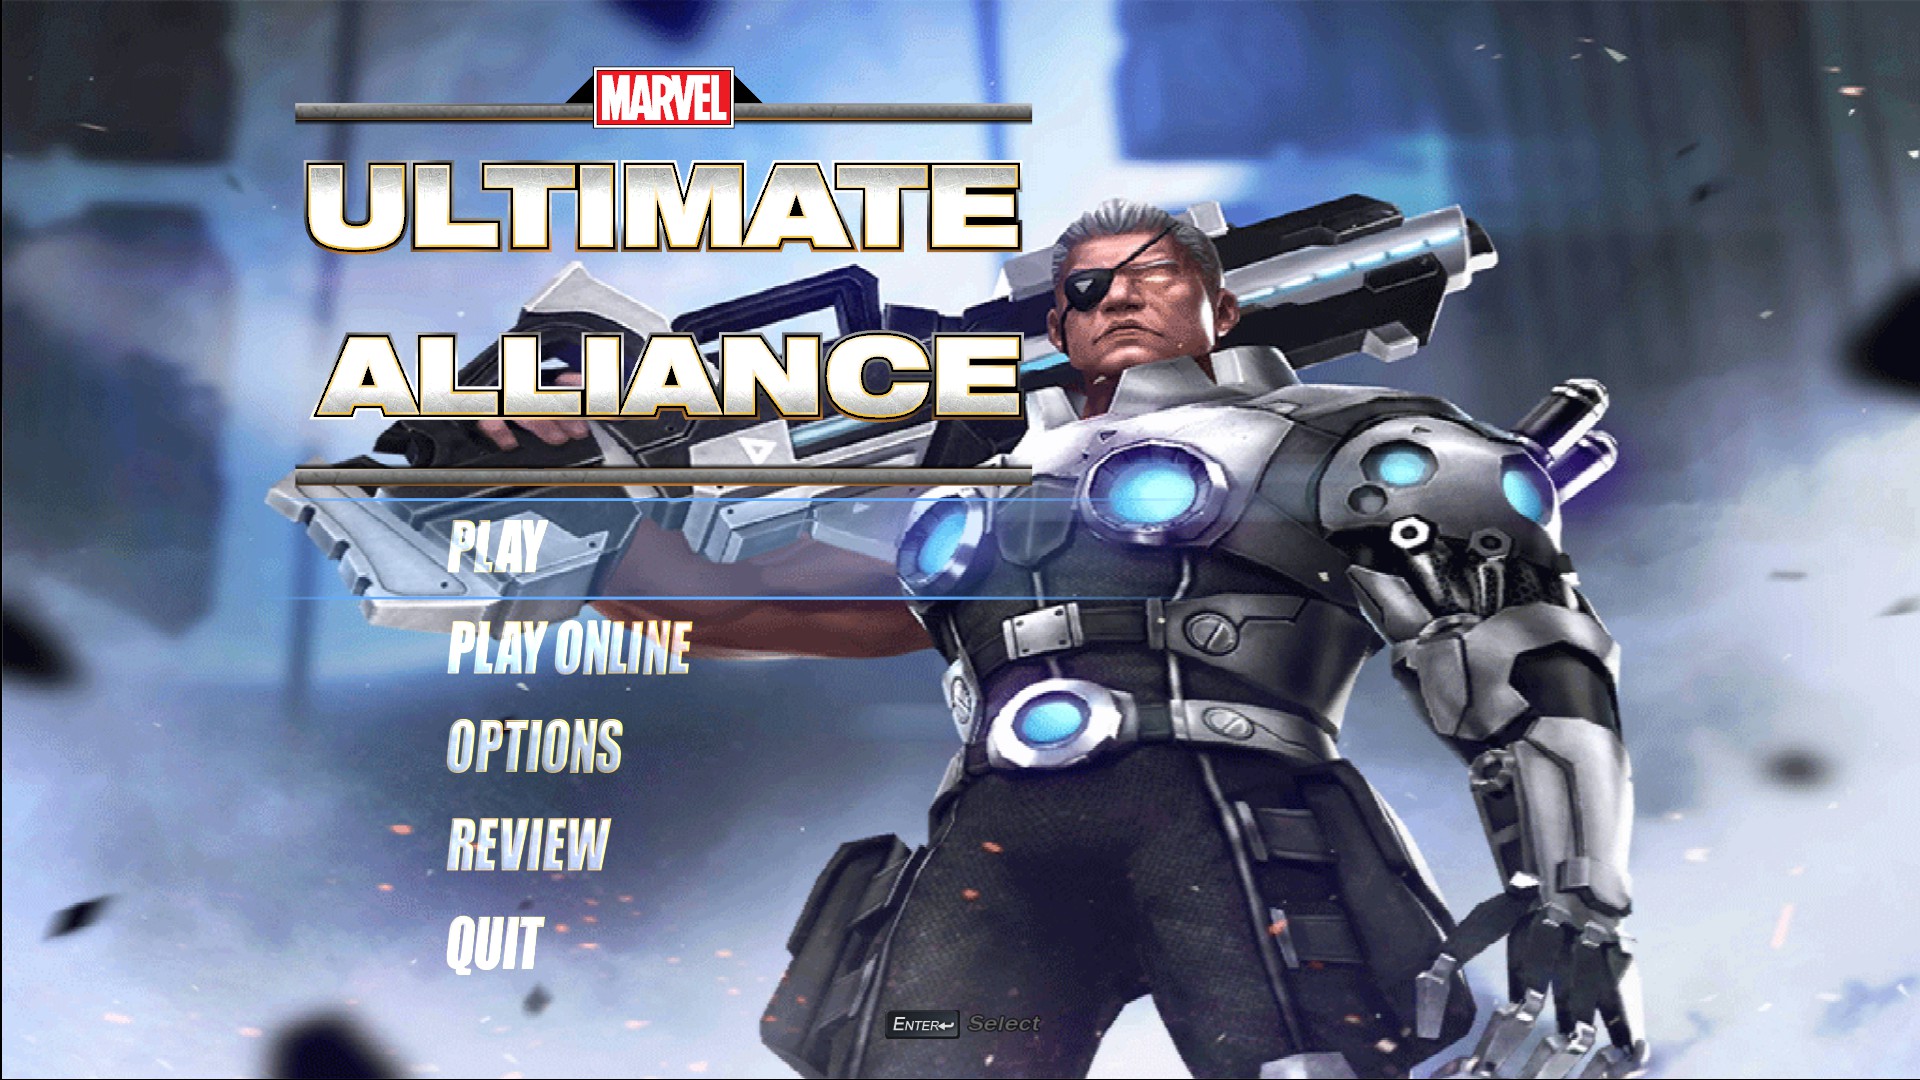 MARVEL
ULTIMATE
ALLIANCE
PLAY
PLAY ONLINE
OPTIONS
REVIEW
QUIT
ENTER↵ Select